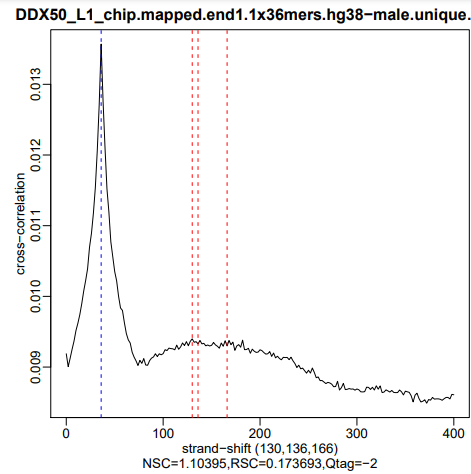 DDX50_L1_chip.mapped.end1.1x36mers.hg38−male.unique.
cross−correlation
0.013
0.012
0.011
0.010
0.009
0 100 200 300 400
strand−shift (130,136,166)
NSC=1.10395,RSC=0.173693,Qtag=−2